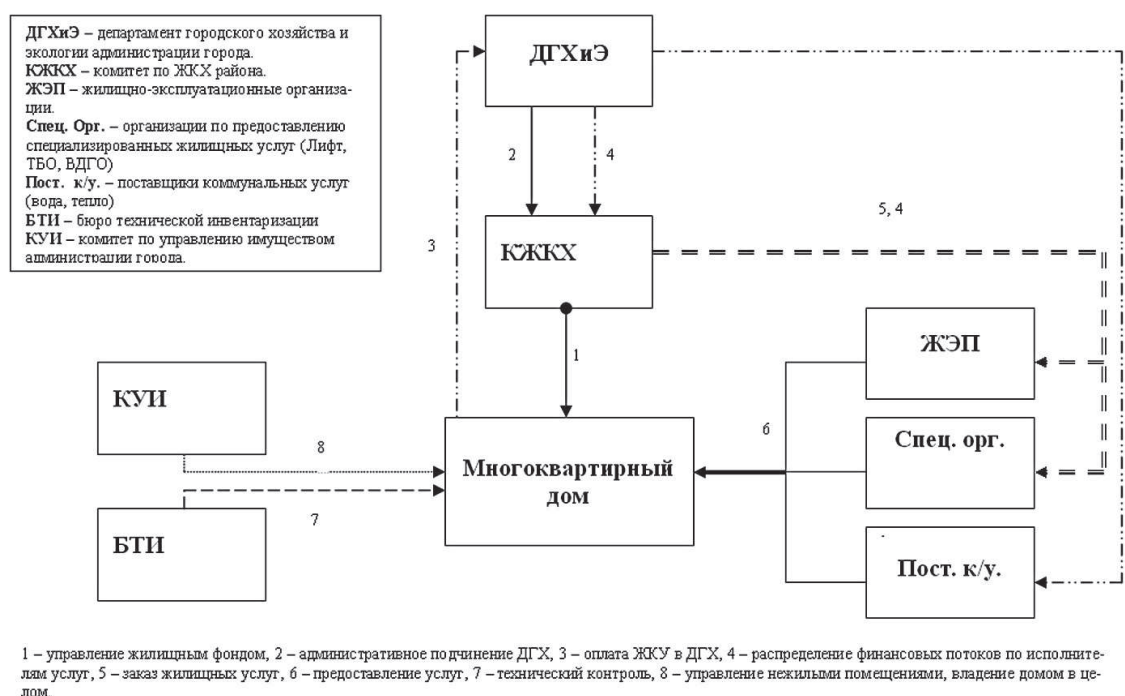 ДГХиЭ – департамент городского хозяйства и
экологии администрации города.
КЖКХ – комитет по ЖКХ района.
ЖЭП – жилищно-эксплуатационные организа-
ции.
Спец. Орг. – организации по предоставлению
специализированных жилищных услуг (Лифт,
ТБО, ВДГО)
Пост. к/у. – поставщики коммунальных услуг
(вода, тепло)
БТИ – бюро технической инвентаризации
КУИ – комитет по управлению имуществом
администрации города.
ДГХиЭ
2
4
3
5, 4
КЖКХ
1
ЖЭП
КУИ
6
Спец. орг.
8
Многоквартирный
дом
7
БТИ
Пост. к/у.
1 – управление жилищным фондом, 2 – административное подчинение ДГХ, 3 – оплата ЖКУ в ДГХ, 4 – распределение финансовых потоков по исполните-
лям услуг, 5 – заказ жилищных услуг, 6 – предоставление услуг, 7 – технический контроль, 8 – управление нежилыми помещениями, владение домом в це-
лом.